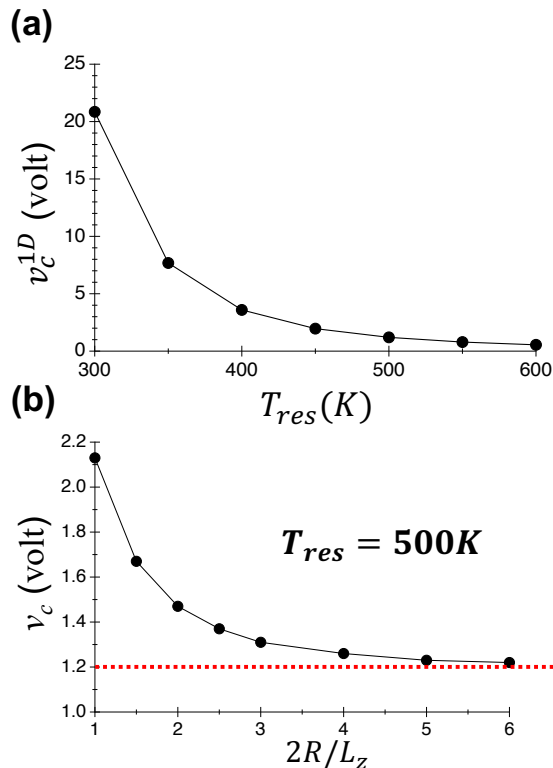 (a)
25
20
15
10
5
0
v_c^{1D} (volt)
300 400 500 600
T_{res}(K)
(b)
2.2
2.0
1.8
1.6
1.4
1.2
1.0
v_c (volt)
T_{res} = 500K
1 2 3 4 5 6
2R/L_z